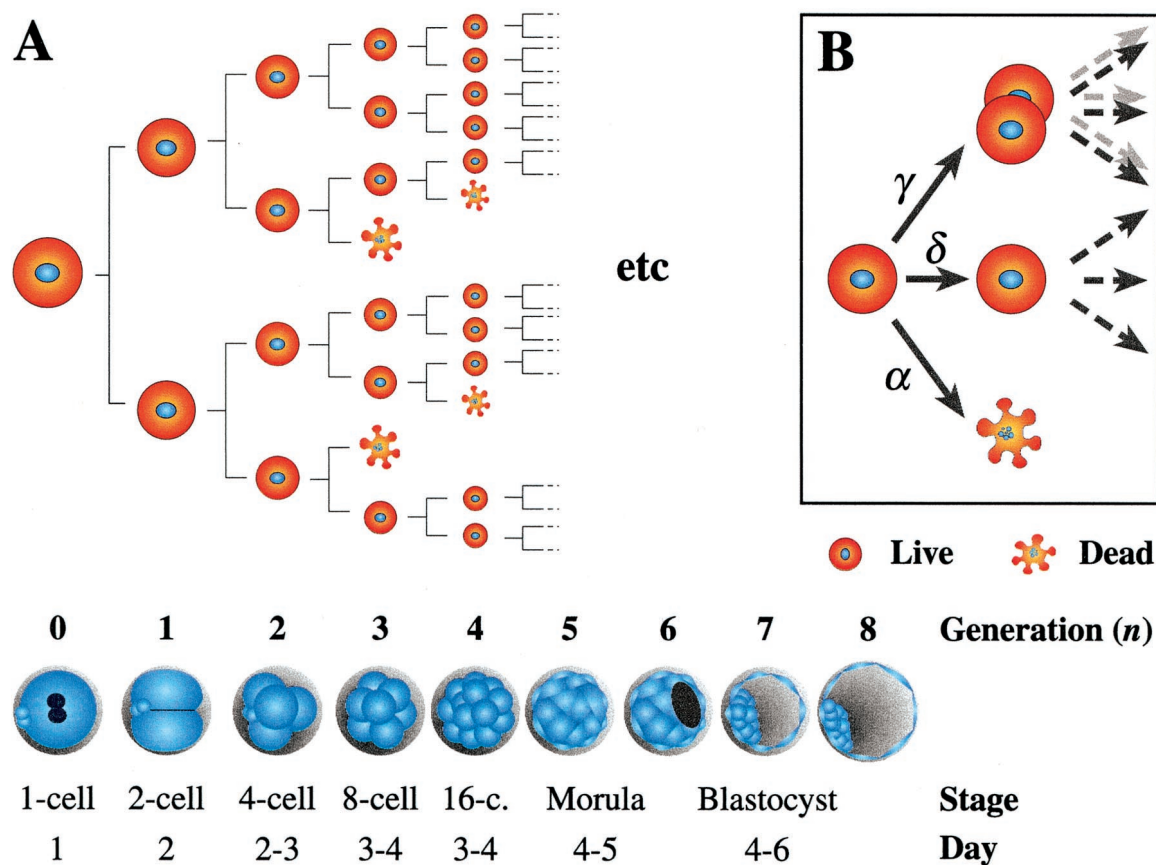 A
B
γ
δ
α
etc
Live Dead
0 1 2 3 4 5 6 7 8 Generation (n)
1-cell 2-cell 4-cell 8-cell 16-c. Morula Blastocyst Stage
1 2 2-3 3-4 3-4 4-5 4-6 Day